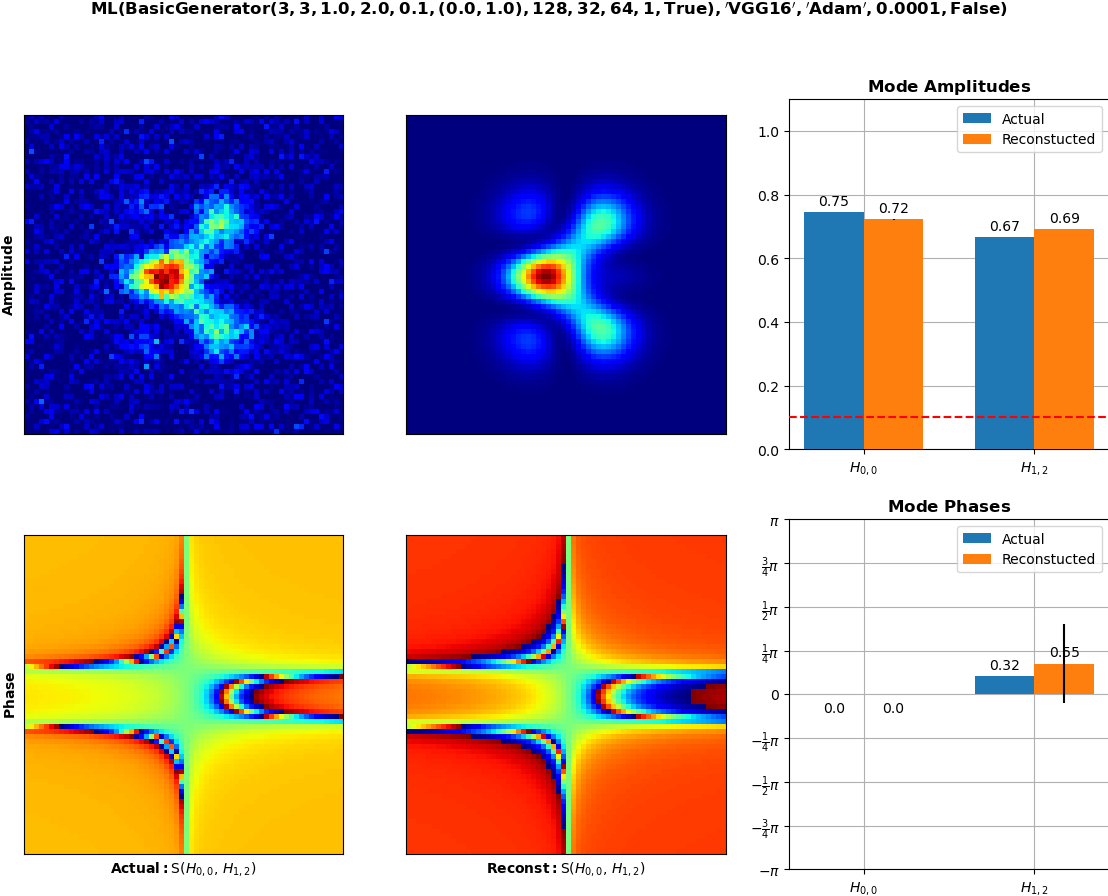 ML(BasicGenerator(3, 3, 1.0, 2.0, 0.1, (0.0, 1.0), 128, 32, 64, 1, True), ′VGG16′, ′Adam′, 0.0001, False)
Amplitude
Mode Amplitudes
Actual
Reconstucted
1.0
0.8
0.6
0.4
0.2
0.0
0.75
0.72
0.67
0.69
H0,0
H1,2
Phase
Actual: S(H0,0, H1,2)
Reconst: S(H0,0, H1,2)
Mode Phases
Actual
Reconstucted
π
3/4π
1/2π
1/4π
0
−1/4π
−1/2π
−3/4π
−π
0.0
0.0
0.32
0.55
H0,0
H1,2